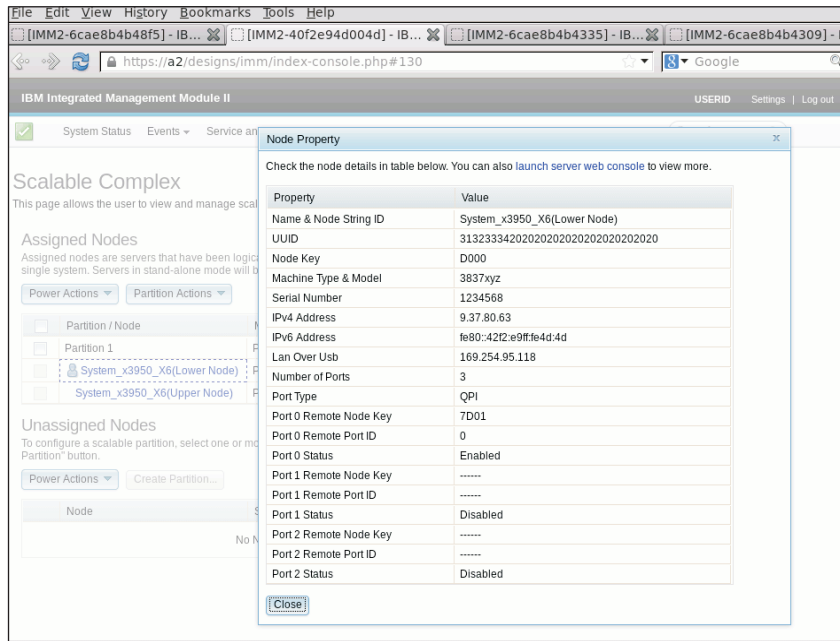 File Edit View History Bookmarks Tools Help
[IMM2-6cae8b4b48f5] - IB... [IMM2-40f2e94d004d] - IB... [IMM2-6cae8b4b4335] - IB... [IMM2-6cae8b4b4309] -
https://a2/designs/imm/index-console.php#130 Google
IBM Integrated Management Module II USERID Settings | Log out
System Status Events Service an
Scalable Complex
This page allows the user to view and manage scal
Assigned Nodes
Assigned nodes are servers that have been logica
single system. Servers in stand-alone mode will b
Power Actions Partition Actions
Partition / Node
Partition 1 P
System_x3950_X6(Lower Node) P
System_x3950_X6(Upper Node) P
Unassigned Nodes
To configure a scalable partition, select one or mo
Partition" button.
Power Actions Create Partition...
Node S
No N
Node Property x
Check the node details in table below. You can also launch server web console to view more.
Property Value
Name & Node String ID System_x3950_X6(Lower Node)
UUID 31323334202020202020202020202020
Node Key D000
Machine Type & Model 3837xyz
Serial Number 1234568
IPv4 Address 9.37.80.63
IPv6 Address fe80::42f2:e9ff:fe4d:4d
Lan Over Usb 169.254.95.118
Number of Ports 3
Port Type QPI
Port 0 Remote Node Key 7D01
Port 0 Remote Port ID 0
Port 0 Status Enabled
Port 1 Remote Node Key ------
Port 1 Remote Port ID ------
Port 1 Status Disabled
Port 2 Remote Node Key ------
Port 2 Remote Port ID ------
Port 2 Status Disabled
Close